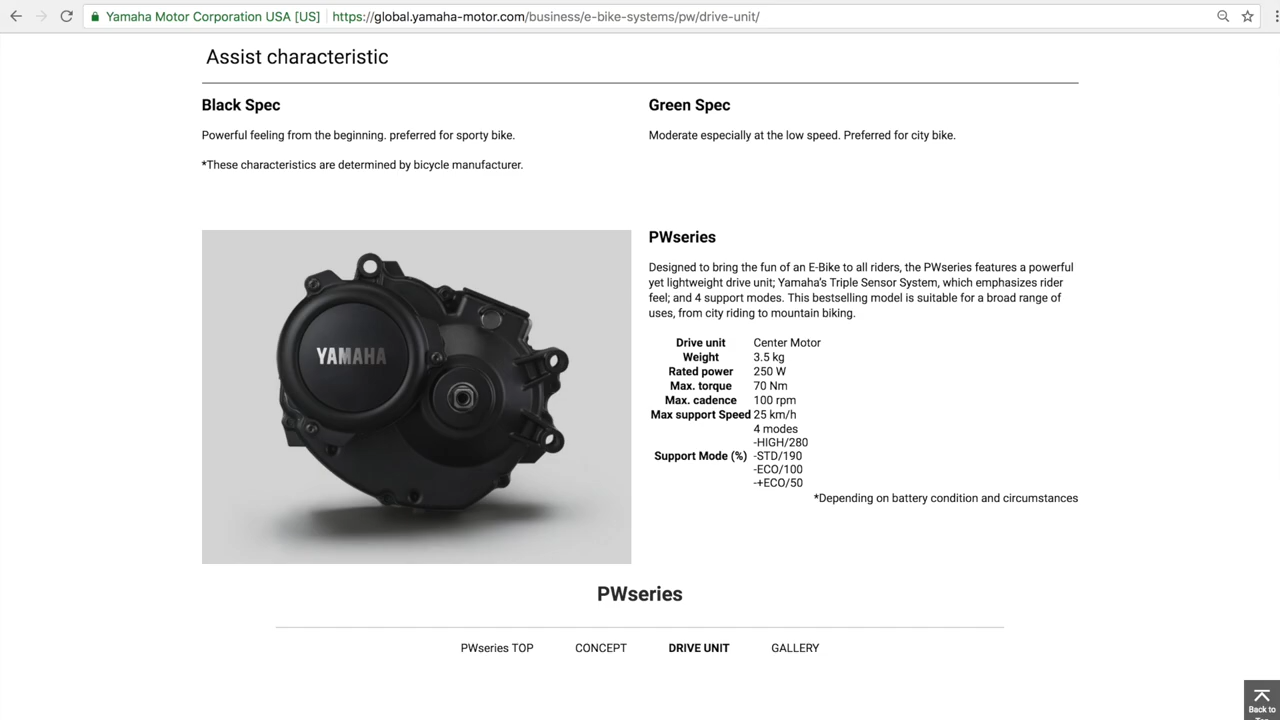 Yamaha Motor Corporation USA [US]
https://global.yamaha-motor.com/business/e-bike-systems/pw/drive-unit/
Assist characteristic
Black Spec
Powerful feeling from the beginning. preferred for sporty bike.
*These characteristics are determined by bicycle manufacturer.
Green Spec
Moderate especially at the low speed. Preferred for city bike.
YAMAHA
PWseries
Designed to bring the fun of an E-Bike to all riders, the PWseries features a powerful
yet lightweight drive unit; Yamaha's Triple Sensor System, which emphasizes rider
feel; and 4 support modes. This bestselling model is suitable for a broad range of
uses, from city riding to mountain biking.
Drive unit Center Motor
Weight 3.5 kg
Rated power 250 W
Max. torque 70 Nm
Max. cadence 100 rpm
Max support Speed 25 km/h
4 modes
-HIGH/280
Support Mode (%) -STD/190
-ECO/100
-+ECO/50
*Depending on battery condition and circumstances
PWseries
PWseries TOP CONCEPT DRIVE UNIT GALLERY
Back to